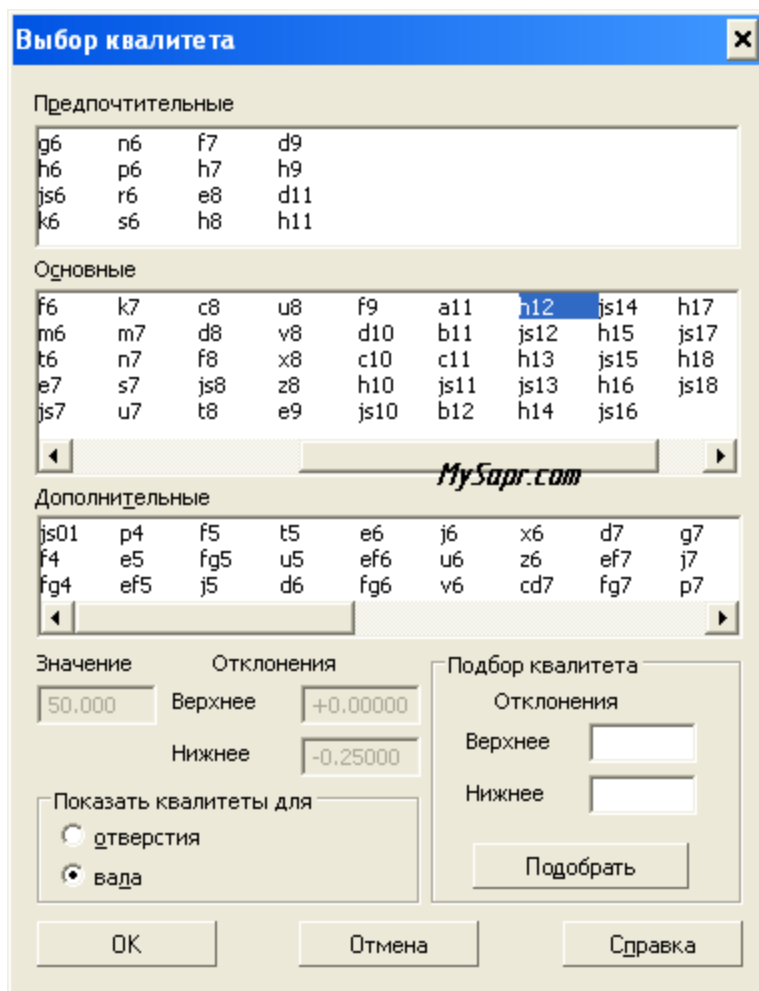 Выбор квалитета
Предпочтительные
g6 n6 f7 d9
h6 p6 h7 h9
js6 r6 e8 d11
k6 s6 h8 h11
Основные
f6 k7 c8 u8 f9 a11 h12 js14 h17
m6 m7 d8 v8 d10 b11 js12 h15 js17
t6 n7 f8 x8 c10 c11 h13 js15 h18
e7 s7 js8 z8 h10 js11 js13 h16 js18
js7 u7 t8 e9 js10 b12 h14 js16
MySapr.com
Дополнительные
js01 p4 f5 t5 e6 j6 x6 d7 g7
f4 e5 fg5 u5 ef6 u6 z6 ef7 j7
fg4 ef5 j5 d6 fg6 v6 cd7 fg7 p7
Значение Отклонения
50.000 Верхнее +0.00000
Нижнее -0.25000
Подбор квалитета
Отклонения
Верхнее
Нижнее
Подобрать
Показать квалитеты для
отверстия
вала
OK Отмена Справка